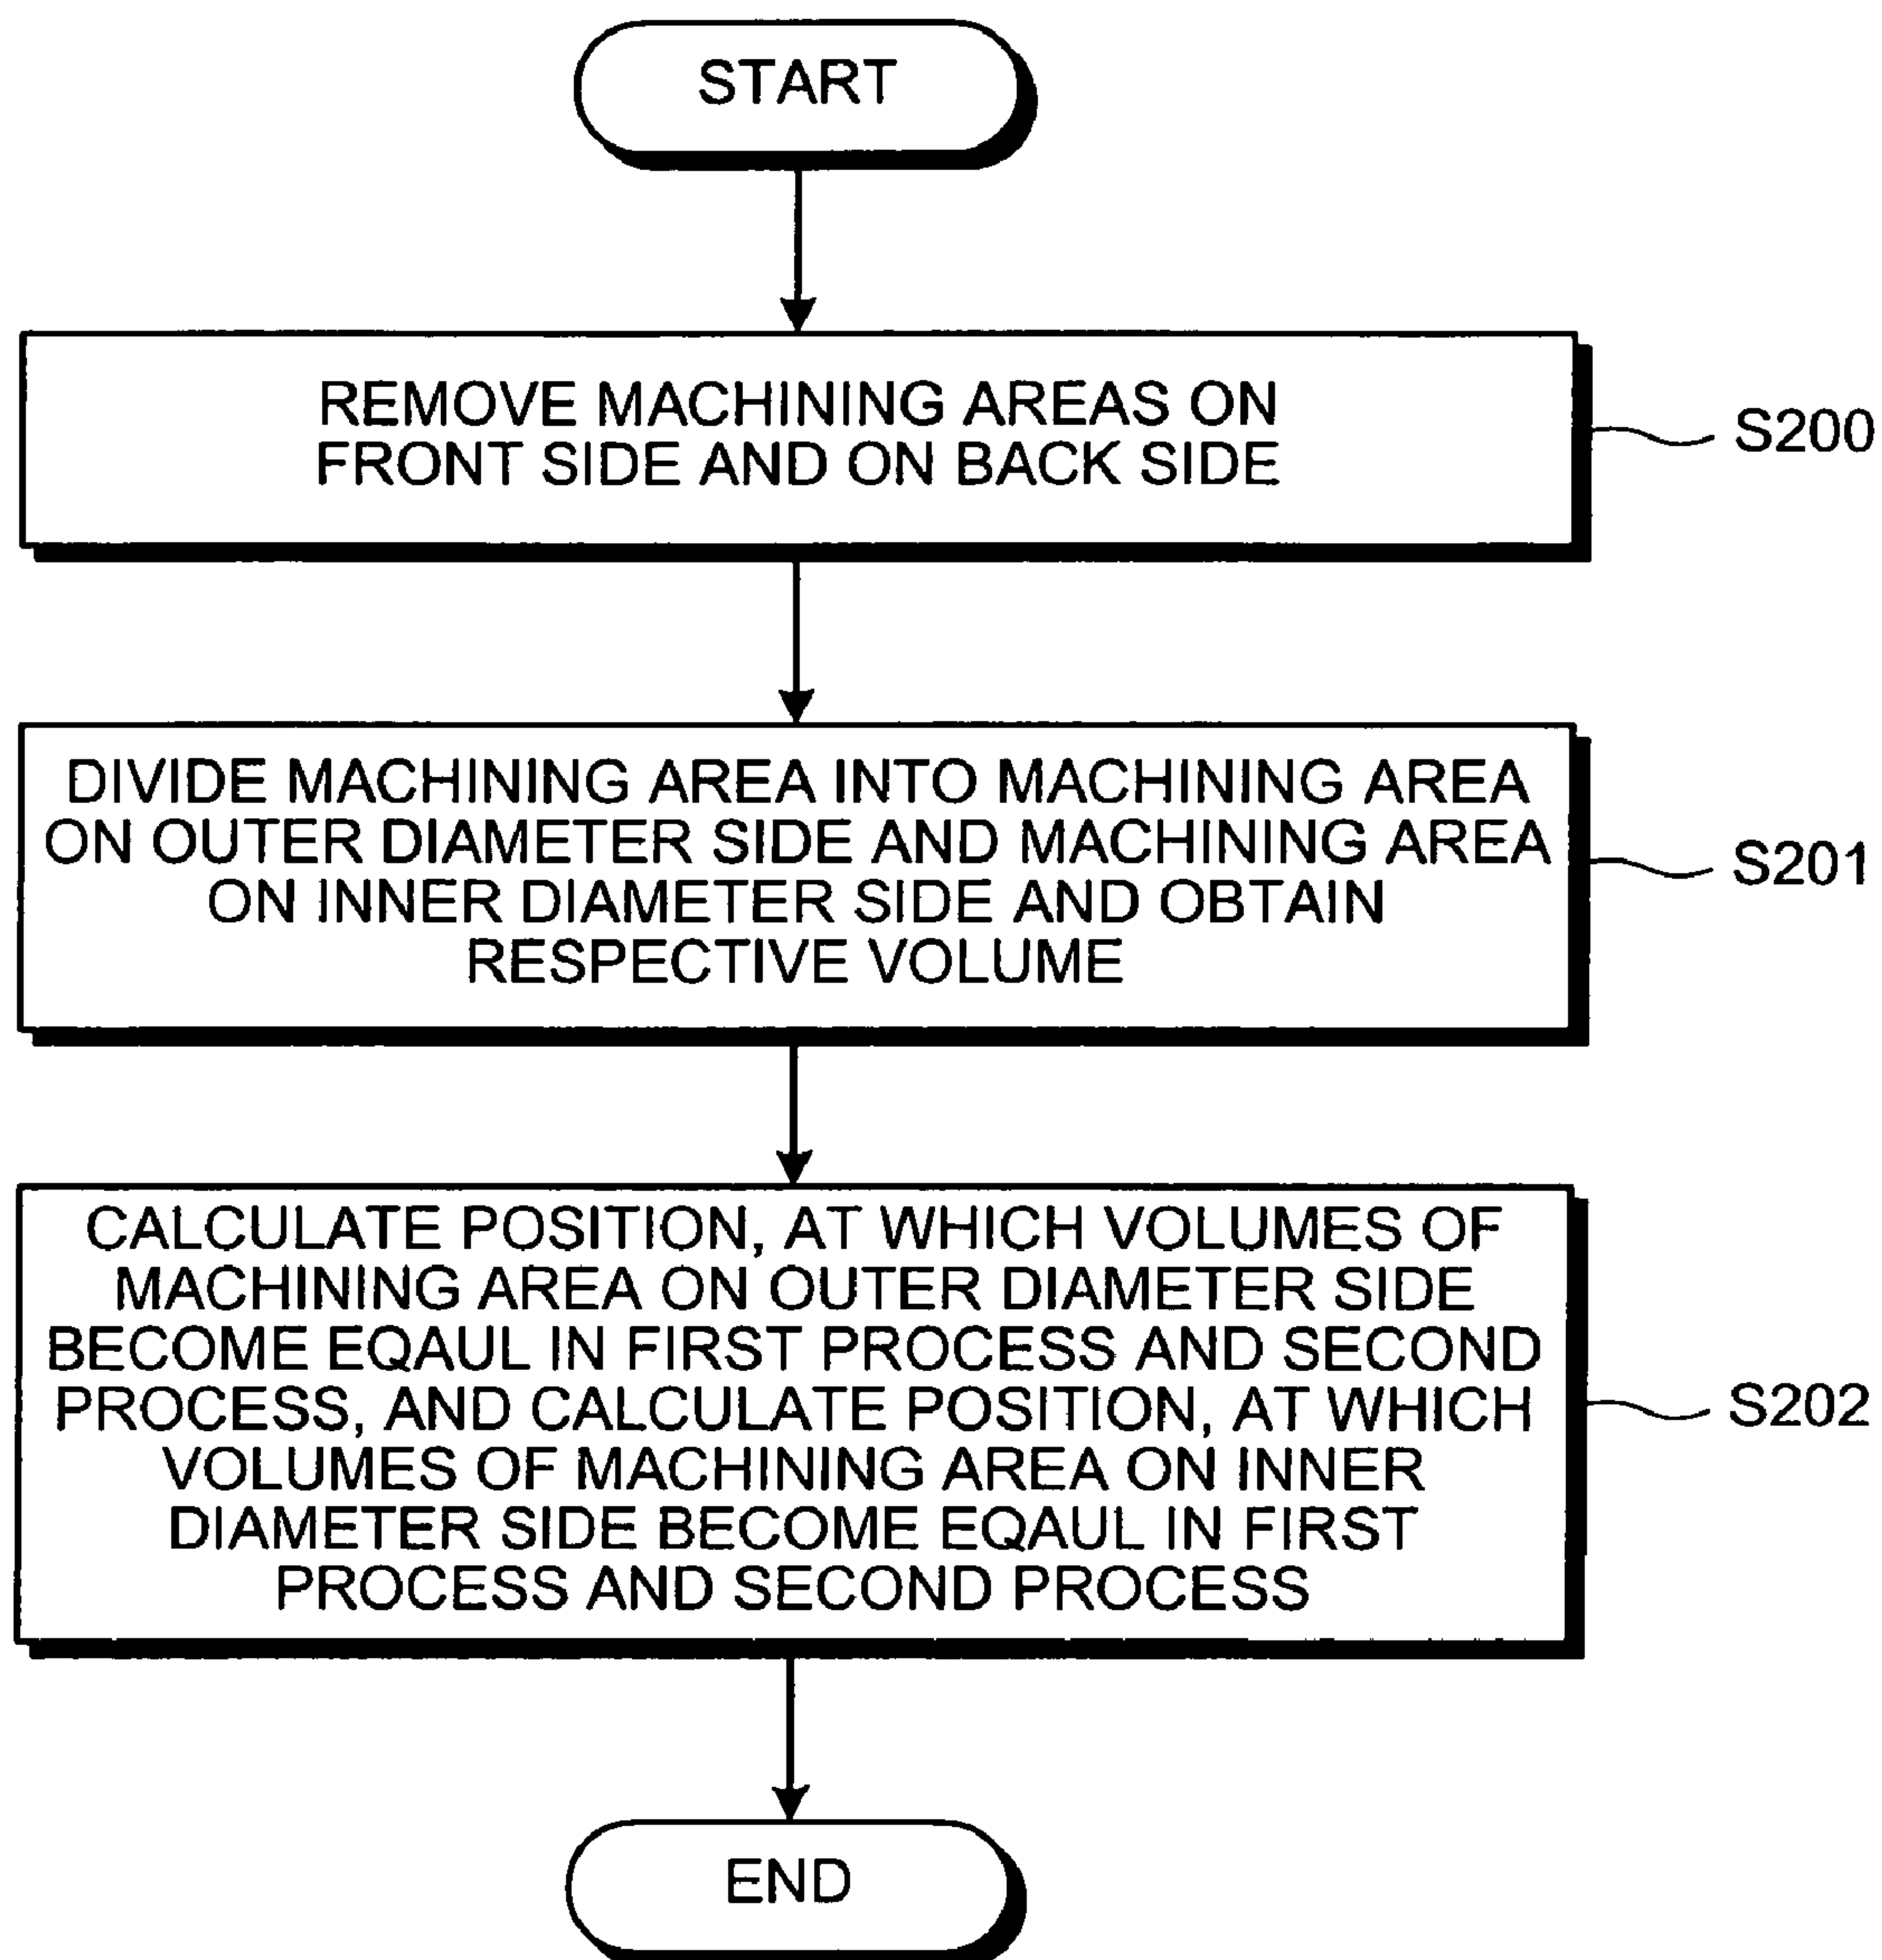 START
REMOVE MACHINING AREAS ON
FRONT SIDE AND ON BACK SIDE
S200
DIVIDE MACHINING AREA INTO MACHINING AREA
ON OUTER DIAMETER SIDE AND MACHINING AREA
ON INNER DIAMETER SIDE AND OBTAIN
RESPECTIVE VOLUME
S201
CALCULATE POSITION, AT WHICH VOLUMES OF
MACHINING AREA ON OUTER DIAMETER SIDE
BECOME EQAUL IN FIRST PROCESS AND SECOND
PROCESS, AND CALCULATE POSITION, AT WHICH
VOLUMES OF MACHINING AREA ON INNER
DIAMETER SIDE BECOME EQAUL IN FIRST
PROCESS AND SECOND PROCESS
S202
END